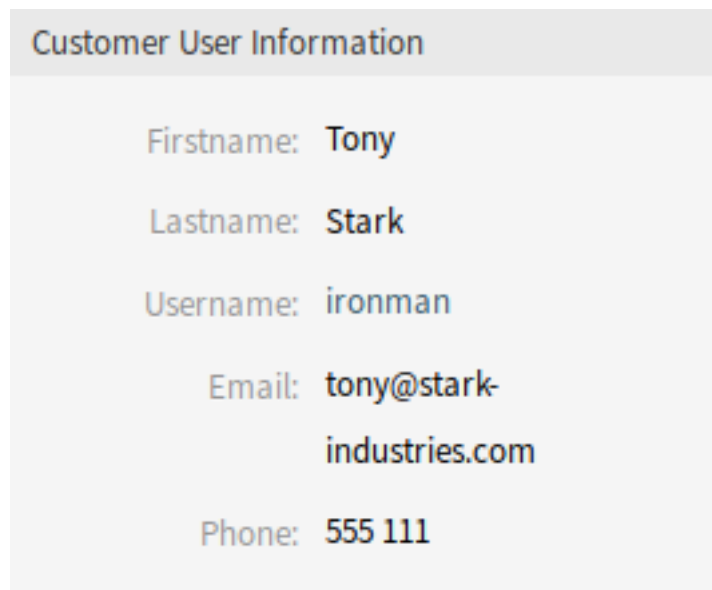 Customer User Information
Firstname: Tony
Lastname: Stark
Username: ironman
Email: tony@stark-
industries.com
Phone: 555 111